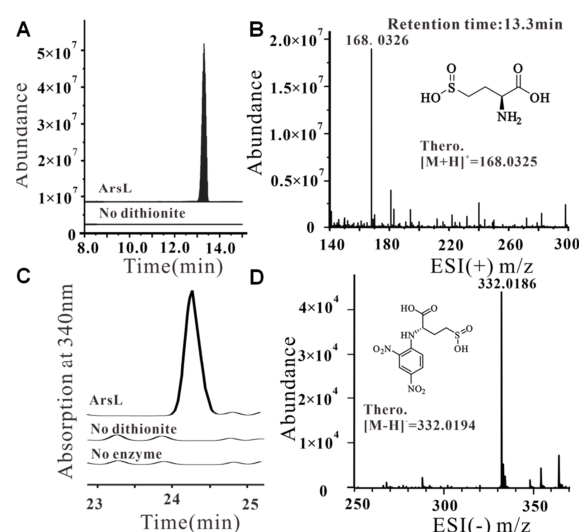 A
Abundance
5×10⁷
4×10⁷
3×10⁷
2×10⁷
1×10⁷
0
ArsL
No dithionite
8.0 10.0 12.0 14.0
Time(min)
B
Retention time:13.3min
Abundance
2.0×10⁷
1.5×10⁷
1.0×10⁷
0.5×10⁷
0
168.0326
O
HO S
O
OH
NH₂
Thero.
[M+H]⁺=168.0325
140 180 220 260 300
ESI(+) m/z
C
Absorption at 340nm
ArsL
No dithionite
No enzyme
23 24 25
Time(min)
D
Abundance
4×10⁴
3×10⁴
2×10⁴
1×10⁴
0
332.0186
HO O
HN S O
OH
O₂N
NO₂
Thero.
[M-H]⁻=332.0194
250 300 350
ESI(-) m/z